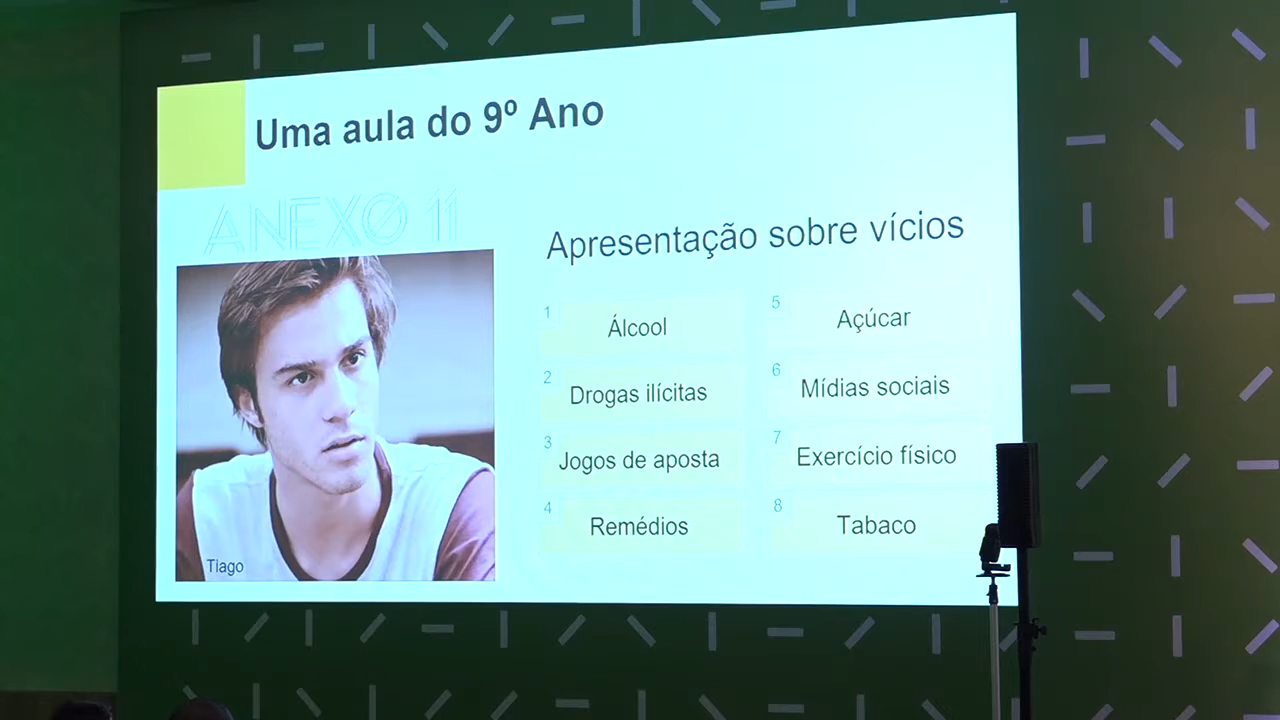 Uma aula do 9º Ano
ANEXO 11
Tiago
Apresentação sobre vícios
1 Álcool
2 Drogas ilícitas
3 Jogos de aposta
4 Remédios
5 Açúcar
6 Mídias sociais
7 Exercício físico
8 Tabaco